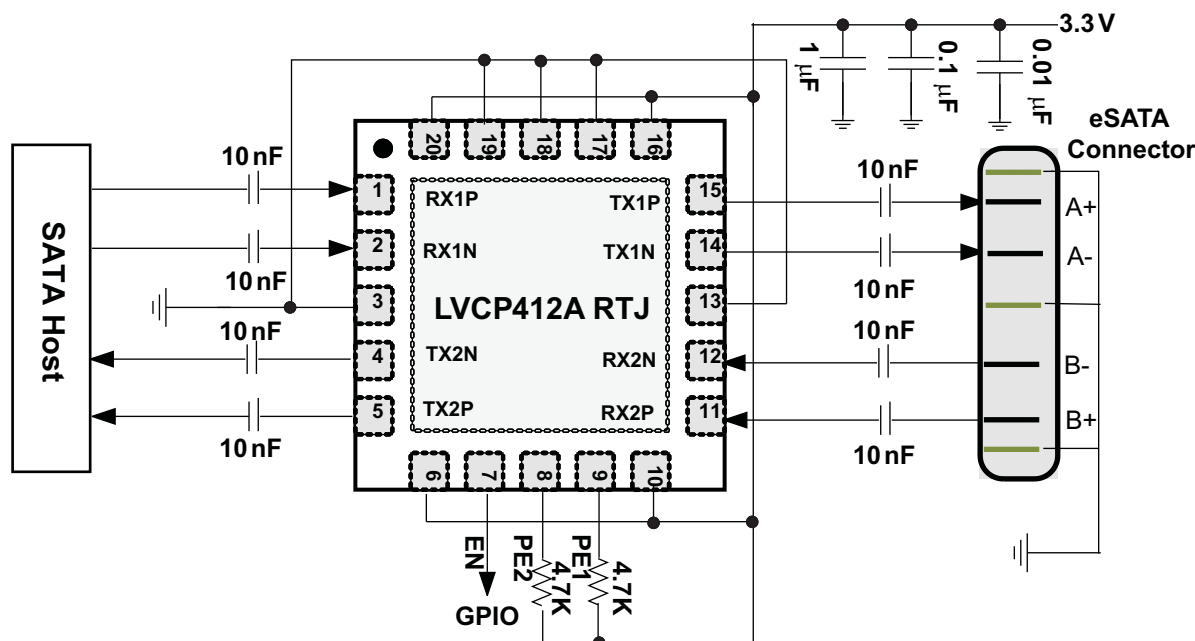 3.3 V
1 µF
0.1 µF
0.01 µF
eSATA
Connector
20
19
18
17
16
SATA Host
10 nF
10 nF
10 nF
10 nF
1
2
3
4
5
RX1P
RX1N
TX2N
TX2P
LVCP412A RTJ
TX1P
TX1N
RX2N
RX2P
15
14
13
12
11
10 nF
10 nF
10 nF
10 nF
A+
A-
B-
B+
6
7
8
9
10
EN
PE2
4.7K
PE1
4.7K
GPIO